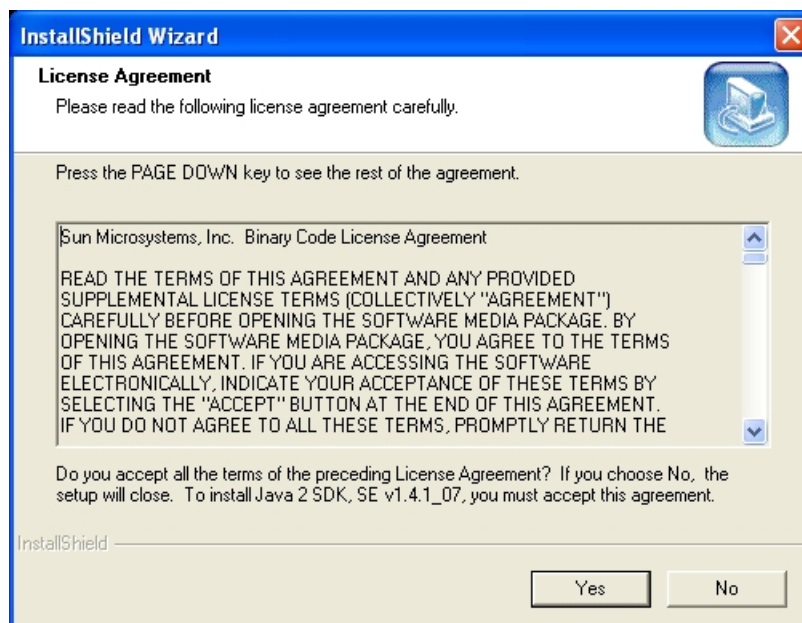 InstallShield Wizard
License Agreement
Please read the following license agreement carefully.
Press the PAGE DOWN key to see the rest of the agreement.
Sun Microsystems, Inc.  Binary Code License Agreement
READ THE TERMS OF THIS AGREEMENT AND ANY PROVIDED
SUPPLEMENTAL LICENSE TERMS (COLLECTIVELY "AGREEMENT")
CAREFULLY BEFORE OPENING THE SOFTWARE MEDIA PACKAGE. BY
OPENING THE SOFTWARE MEDIA PACKAGE, YOU AGREE TO THE TERMS
OF THIS AGREEMENT. IF YOU ARE ACCESSING THE SOFTWARE
ELECTRONICALLY, INDICATE YOUR ACCEPTANCE OF THESE TERMS BY
SELECTING THE "ACCEPT" BUTTON AT THE END OF THIS AGREEMENT.
IF YOU DO NOT AGREE TO ALL THESE TERMS, PROMPTLY RETURN THE
Do you accept all the terms of the preceding License Agreement?  If you choose No,  the
setup will close.  To install Java 2 SDK, SE v1.4.1_07, you must accept this agreement.
InstallShield
Yes
No